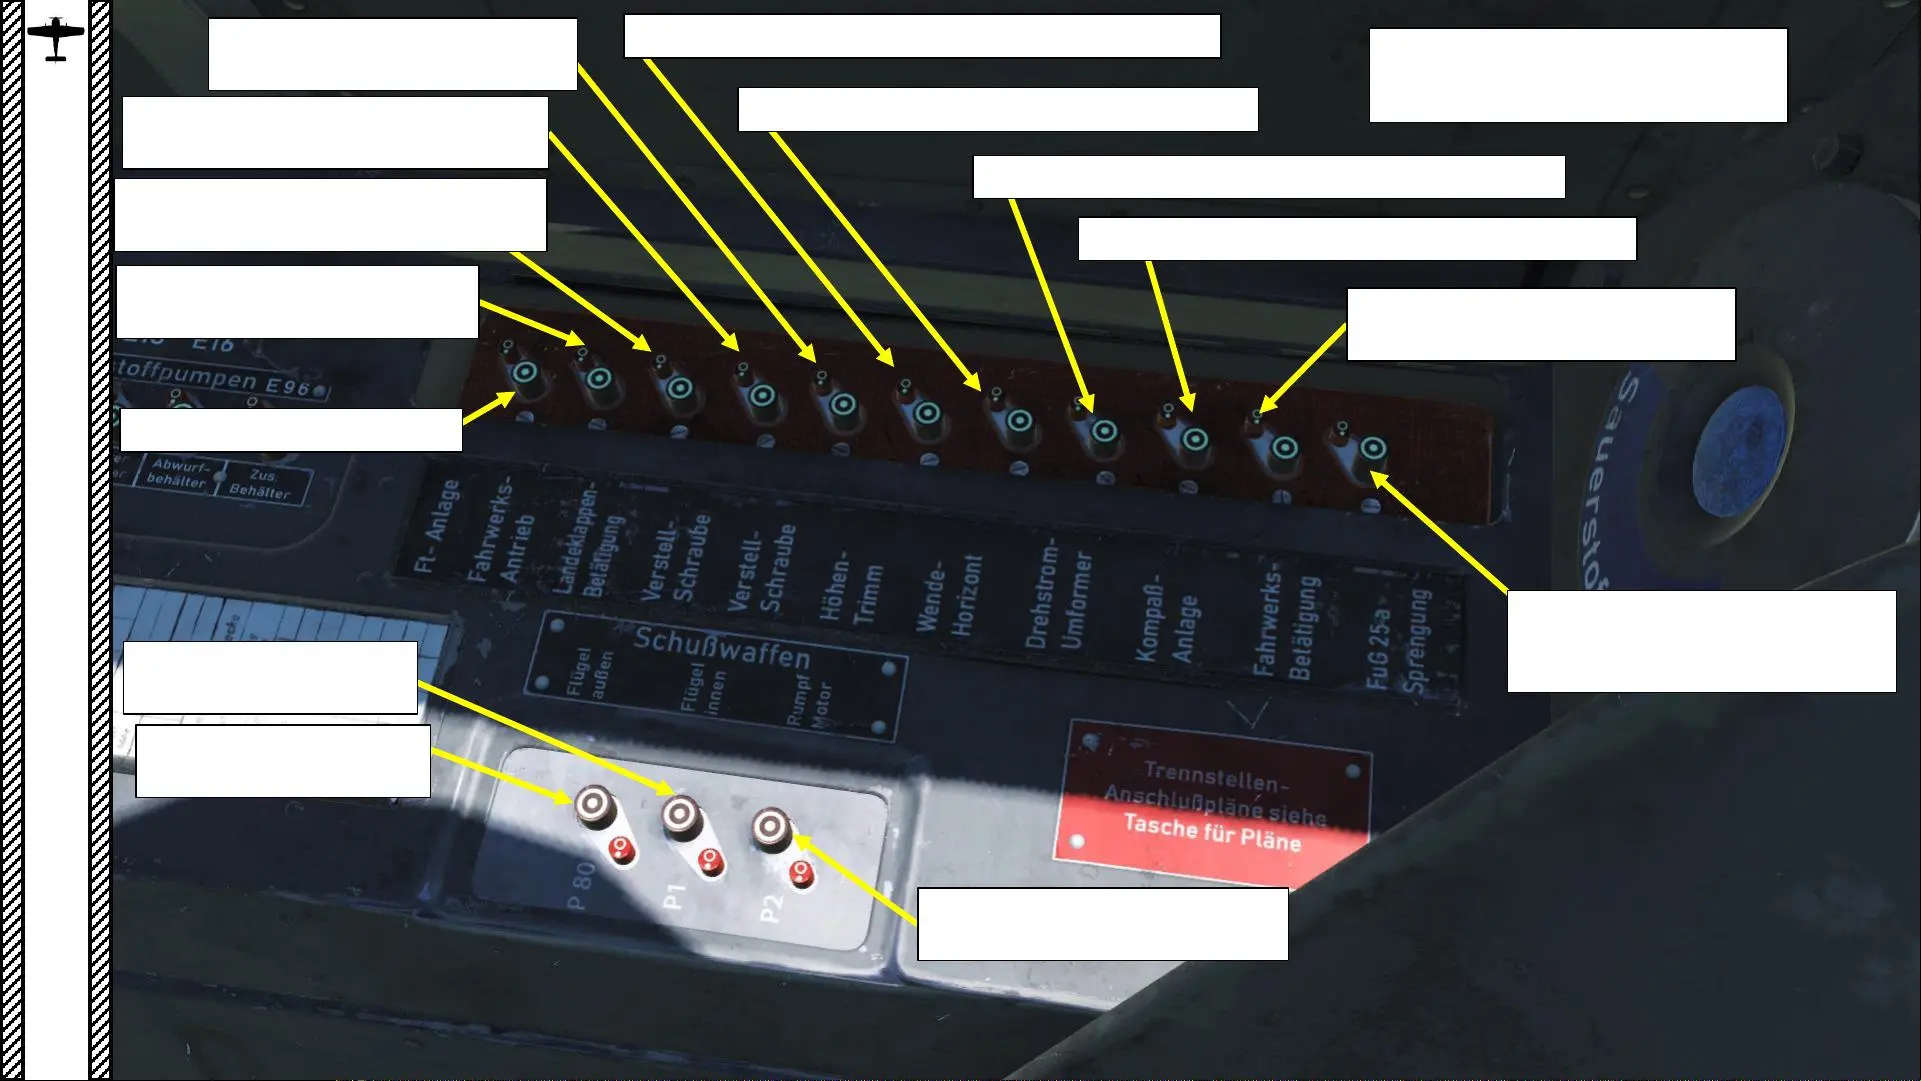 E16
stoffpumpen E96
Abwurf-
behälter
Zus.
Behälter
Ft- Anlage
Fahrwerks-
Antrieb
Landeklappen-
Betätigung
Verstell-
Schraube
Verstell-
Schraube
Höhen-
Trimm
Wende-
Horizont
Drehstrom-
Umformer
Kompaß-
Anlage
Fahrwerks-
Betätigung
FuG 25a
Sprengung
Schußwaffen
Flügel
außen
Flügel
innen
Rumpf
Motor
P 80
P1
P2
Trennstellen-
Anschlußpläne siehe
Tasche für Pläne
Sauersto